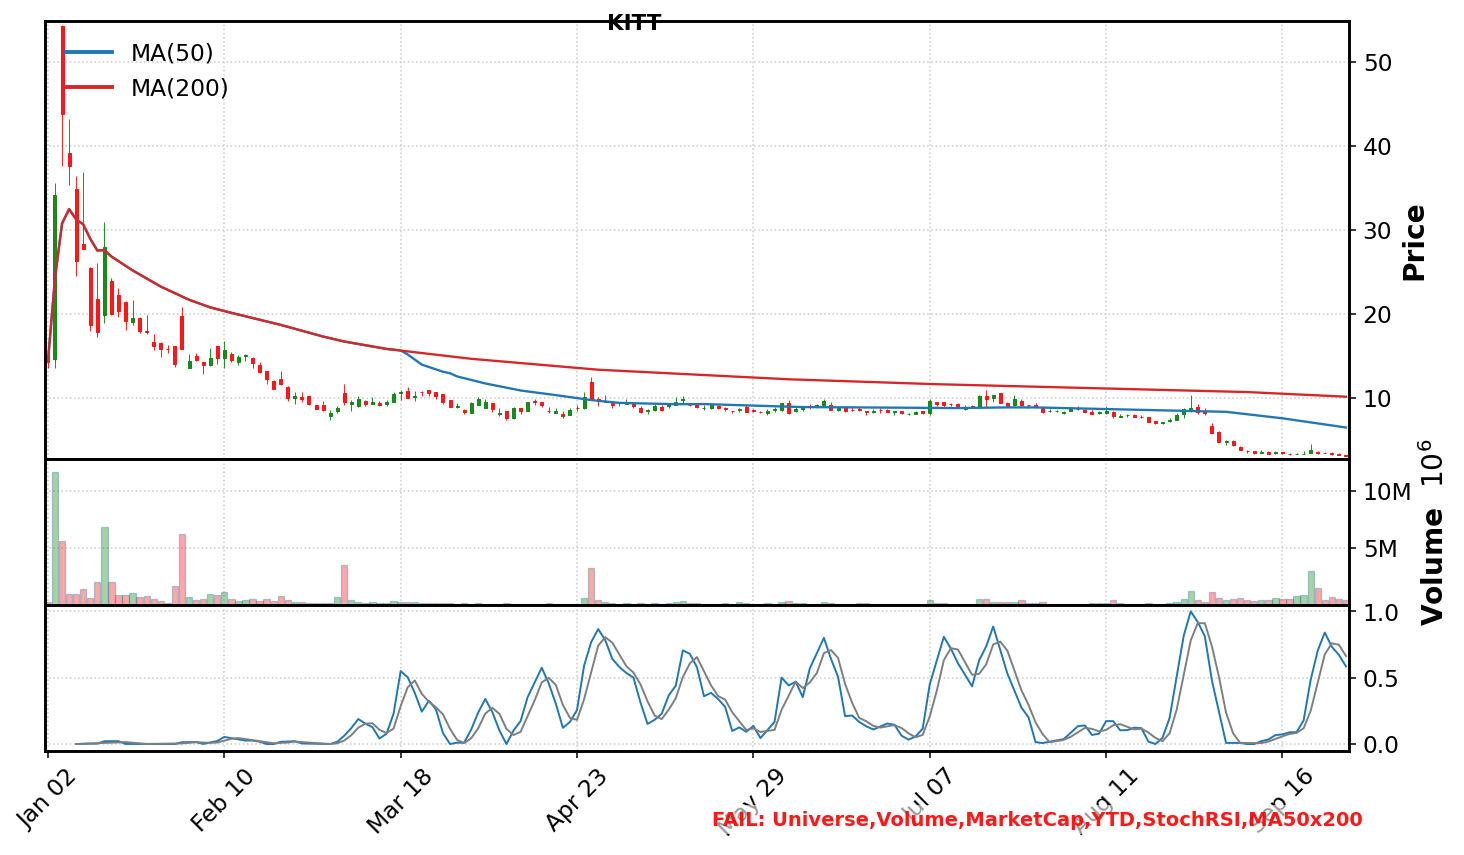 KITT
MA(50)
MA(200)
50
40
30
20
10
Price
10M
5M
Volume 10^6
1.0
0.5
0.0
Jan 02
Feb 10
Mar 18
Apr 23
May 29
Jul 07
Aug 11
Sep 16
FAIL: Universe,Volume,MarketCap,YTD,StochRSI,MA50x200